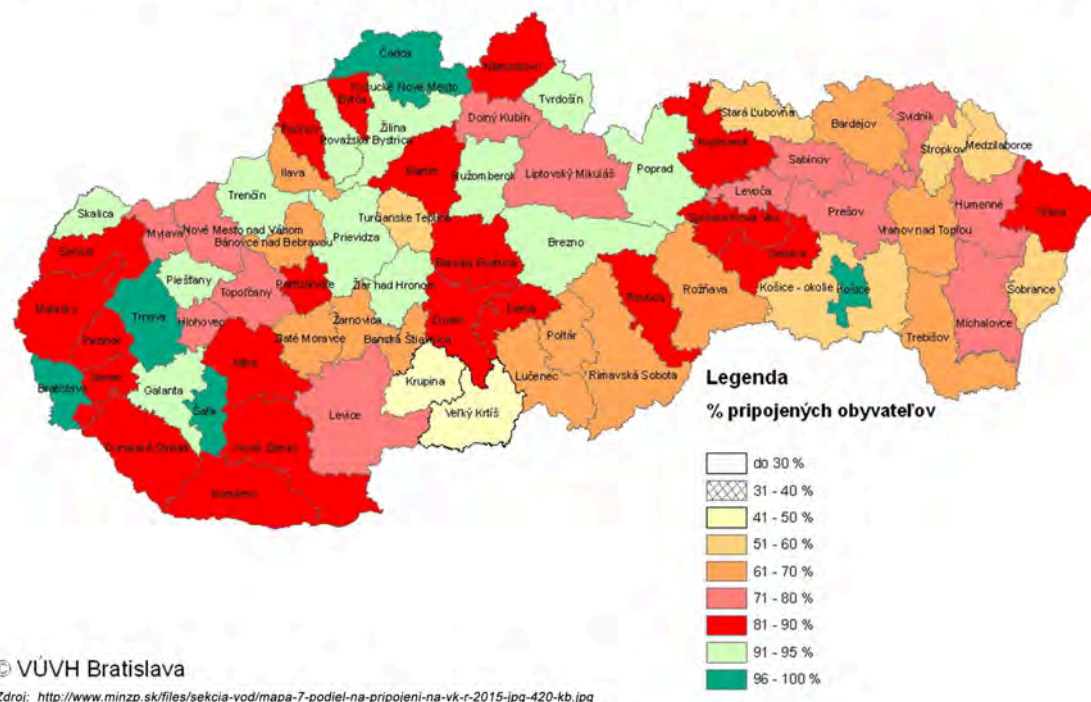 Čadca
Námestovo
Kysucké Nové Mesto
Bytča
Tvrdošín
Púchov
Žilina
Dolný Kubín
Považská Bystrica
Stará Ľubovňa
Bardejov
Svidník
Kežmarok
Stropkov
Medzilaborce
Ilava
Martin
Ružomberok
Liptovský Mikuláš
Poprad
Sabinov
Levoča
Humenné
Snina
Trenčín
Turčianske Teplice
Prešov
Skalica
Nové Mesto nad Váhom
Myjava
Bánovce nad Bebravou
Prievidza
Spišská Nová Ves
Vranov nad Topľou
Senica
Brezno
Banská Bystrica
Gelnica
Piešťany
Partizánske
Žiar nad Hronom
Košice - okolie
Košice
Sobrance
Malacky
Topoľčany
Revúca
Rožňava
Trnava
Hlohovec
Žarnovica
Zvolen
Detva
Michalovce
Pezinok
Zlaté Moravce
Banská Štiavnica
Poltár
Trebišov
Nitra
Bratislava
Senec
Galanta
Krupina
Lučenec
Rimavská Sobota
Šaľa
Levice
Veľký Krtíš
Dunajská Streda
Nové Zámky
Komárno
Legenda
% pripojených obyvateľov
do 30 %
31 - 40 %
41 - 50 %
51 - 60 %
61 - 70 %
71 - 80 %
81 - 90 %
91 - 95 %
96 - 100 %
© VÚVH Bratislava
Zdroj: http://www.minzp.sk/files/sekcia-vod/mapa-7-podiel-na-pripojeni-na-vk-r-2015-jpg-420-kb.jpg